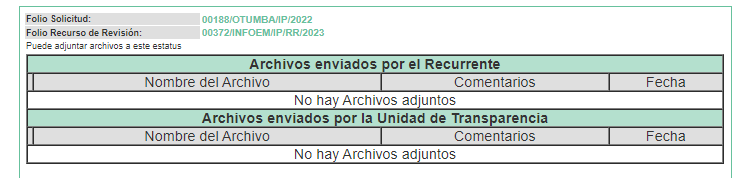 Folio Solicitud: 00188/OTUMBA/IP/2022
Folio Recurso de Revisión: 00372/INFOEM/IP/RR/2023
Puede adjuntar archivos a este estatus
Archivos enviados por el Recurrente
Nombre del Archivo Comentarios Fecha
No hay Archivos adjuntos
Archivos enviados por la Unidad de Transparencia
Nombre del Archivo Comentarios Fecha
No hay Archivos adjuntos